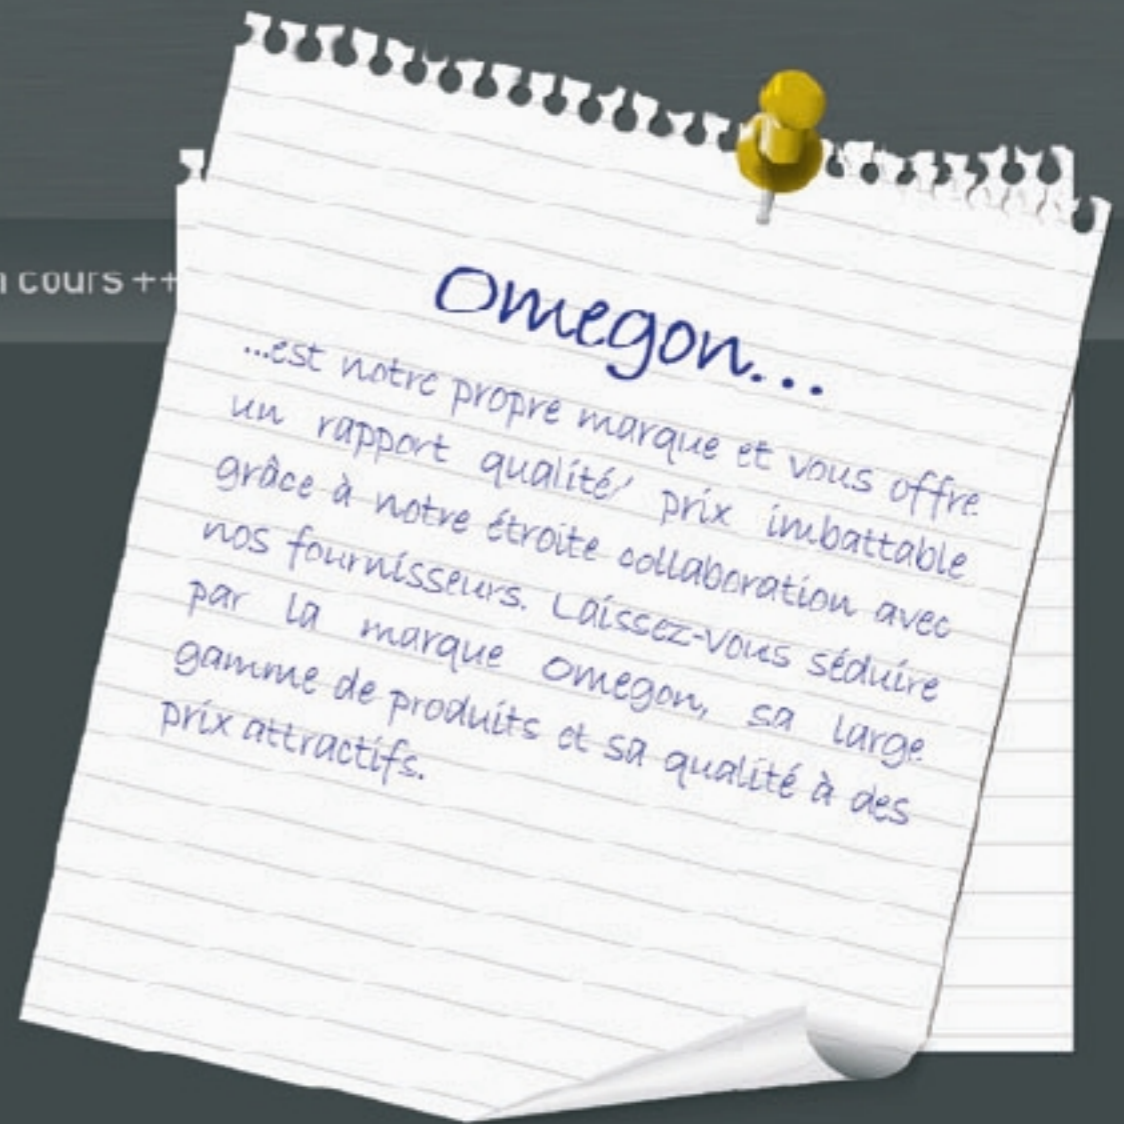 n cours ++
Omegon...
...est notre propre marque et vous offre
un rapport qualité/ prix imbattable
grâce à notre étroite collaboration avec
nos fournisseurs. Laissez-vous séduire
par la marque Omegon, sa large
gamme de produits et sa qualité à des
prix attractifs.